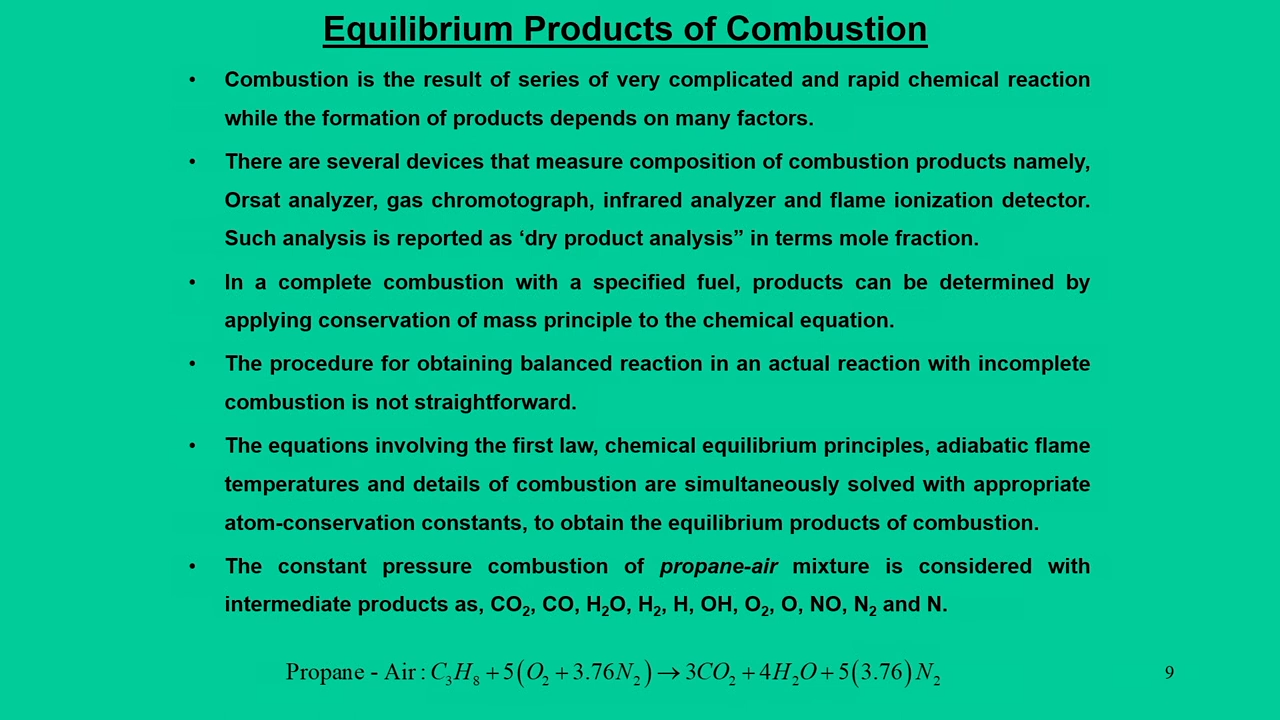 Equilibrium Products of Combustion
• Combustion is the result of series of very complicated and rapid chemical reaction
while the formation of products depends on many factors.
• There are several devices that measure composition of combustion products namely,
Orsat analyzer, gas chromotograph, infrared analyzer and flame ionization detector.
Such analysis is reported as ‘dry product analysis” in terms mole fraction.
• In a complete combustion with a specified fuel, products can be determined by
applying conservation of mass principle to the chemical equation.
• The procedure for obtaining balanced reaction in an actual reaction with incomplete
combustion is not straightforward.
• The equations involving the first law, chemical equilibrium principles, adiabatic flame
temperatures and details of combustion are simultaneously solved with appropriate
atom-conservation constants, to obtain the equilibrium products of combustion.
• The constant pressure combustion of propane-air mixture is considered with
intermediate products as, CO₂, CO, H₂O, H₂, H, OH, O₂, O, NO, N₂ and N.
Propane - Air : C₃H₈ + 5(O₂ + 3.76N₂) → 3CO₂ + 4H₂O + 5(3.76)N₂
9